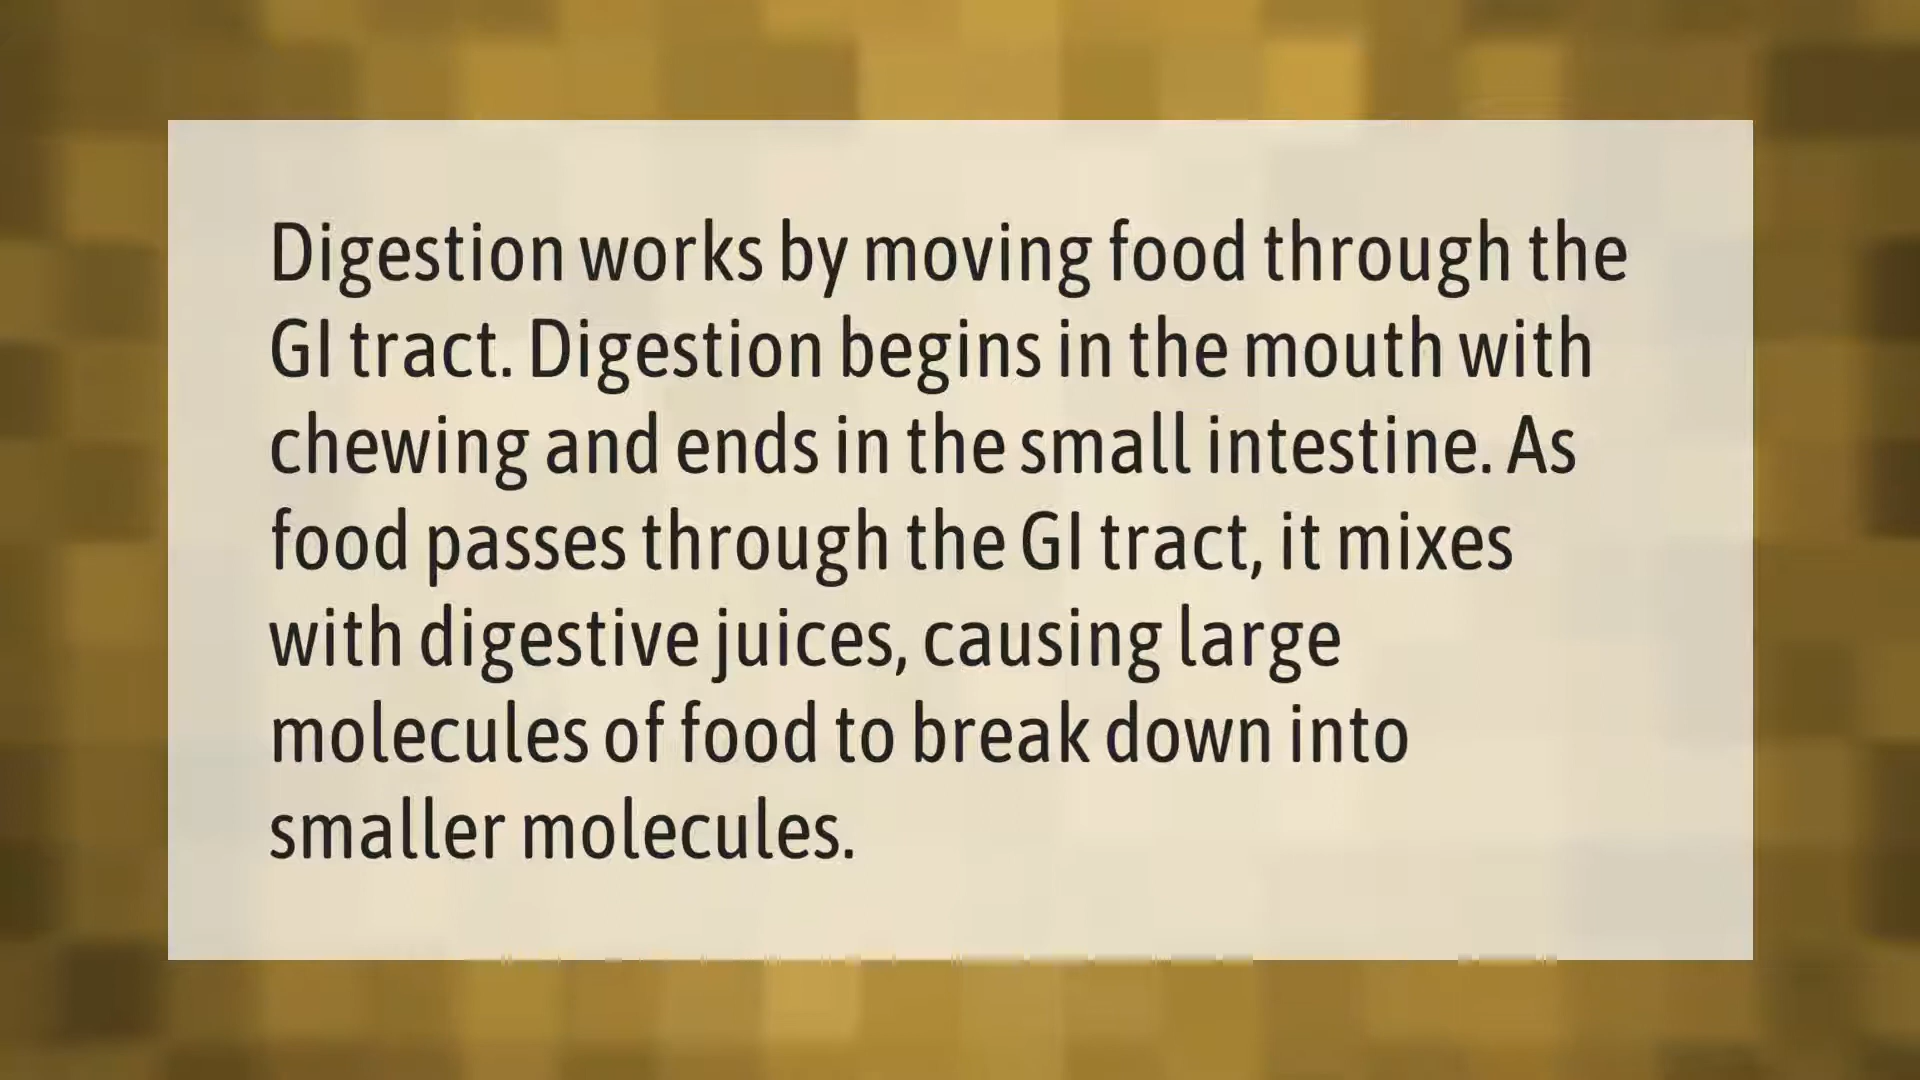 Digestion works by moving food through the
GI tract. Digestion begins in the mouth with
chewing and ends in the small intestine. As
food passes through the GI tract, it mixes
with digestive juices, causing large
molecules of food to break down into
smaller molecules.